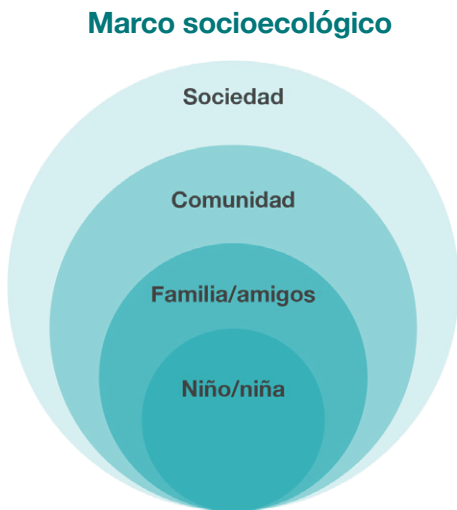 Marco socioecológico
Sociedad
Comunidad
Familia/amigos
Niño/niña